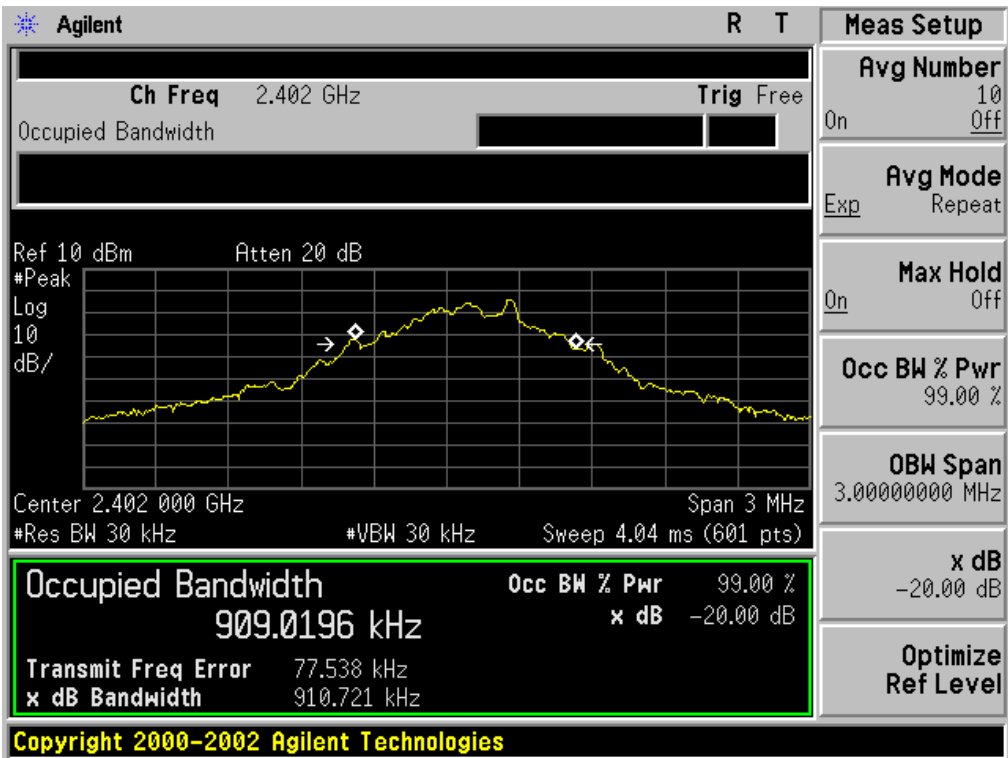 Agilent R T
Ch Freq 2.402 GHz Trig Free
Occupied Bandwidth
Ref 10 dBm Atten 20 dB
#Peak
Log
10
dB/
Center 2.402 000 GHz Span 3 MHz
#Res BW 30 kHz #VBW 30 kHz Sweep 4.04 ms (601 pts)
Occupied Bandwidth Occ BW % Pwr 99.00 %
909.0196 kHz x dB -20.00 dB
Transmit Freq Error 77.538 kHz
x dB Bandwidth 910.721 kHz
Copyright 2000-2002 Agilent Technologies
Meas Setup
Avg Number
10
On Off
Avg Mode
Exp Repeat
Max Hold
On Off
Occ BW % Pwr
99.00 %
OBW Span
3.00000000 MHz
x dB
-20.00 dB
Optimize
Ref Level